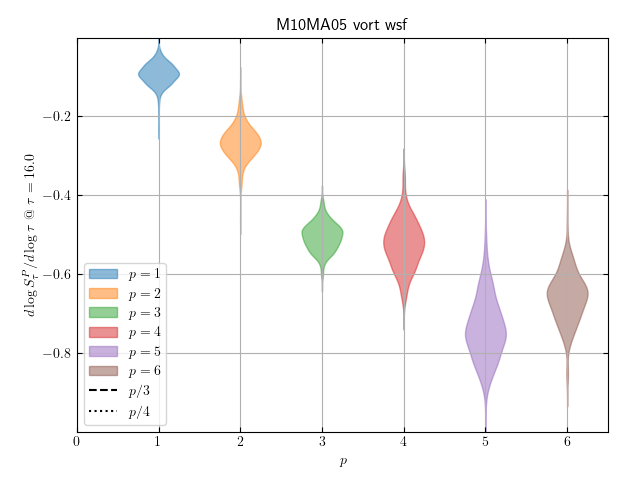 M10MA05 vort wsf
d log S_τ^P / d log τ @ τ = 16.0
−0.2
−0.4
−0.6
−0.8
p = 1
p = 2
p = 3
p = 4
p = 5
p = 6
p/3
p/4
0 1 2 3 4 5 6
p